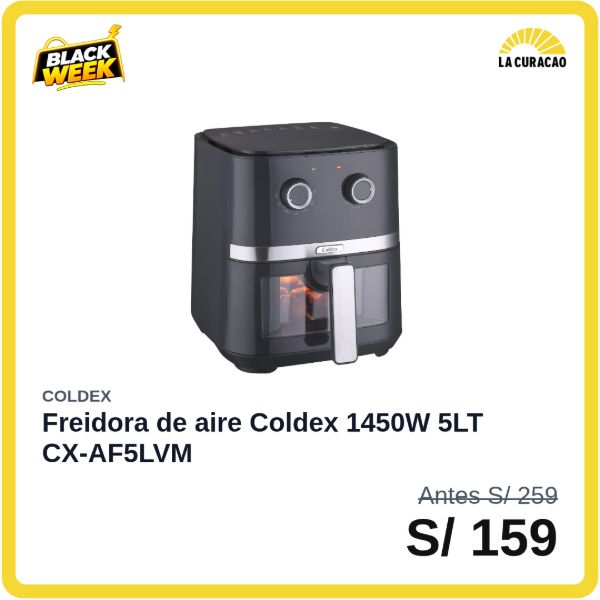 BLACK
WEEK
LA CURACAO
Coldex
COLDEX
Freidora de aire Coldex 1450W 5LT
CX-AF5LVM
Antes S/ 259
S/ 159